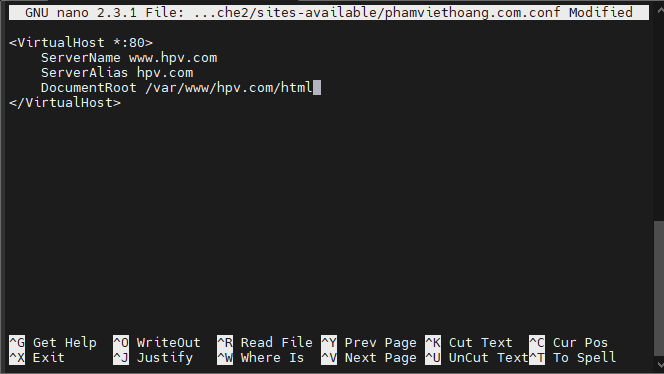 GNU nano 2.3.1 File: ...che2/sites-available/phamviethoang.com.conf Modified
<VirtualHost *:80>
    ServerName www.hpv.com
    ServerAlias hpv.com
    DocumentRoot /var/www/hpv.com/html
</VirtualHost>
^G Get Help  ^O WriteOut  ^R Read File ^Y Prev Page ^K Cut Text  ^C Cur Pos
^X Exit      ^J Justify   ^W Where Is  ^V Next Page ^U UnCut Text^T To Spell